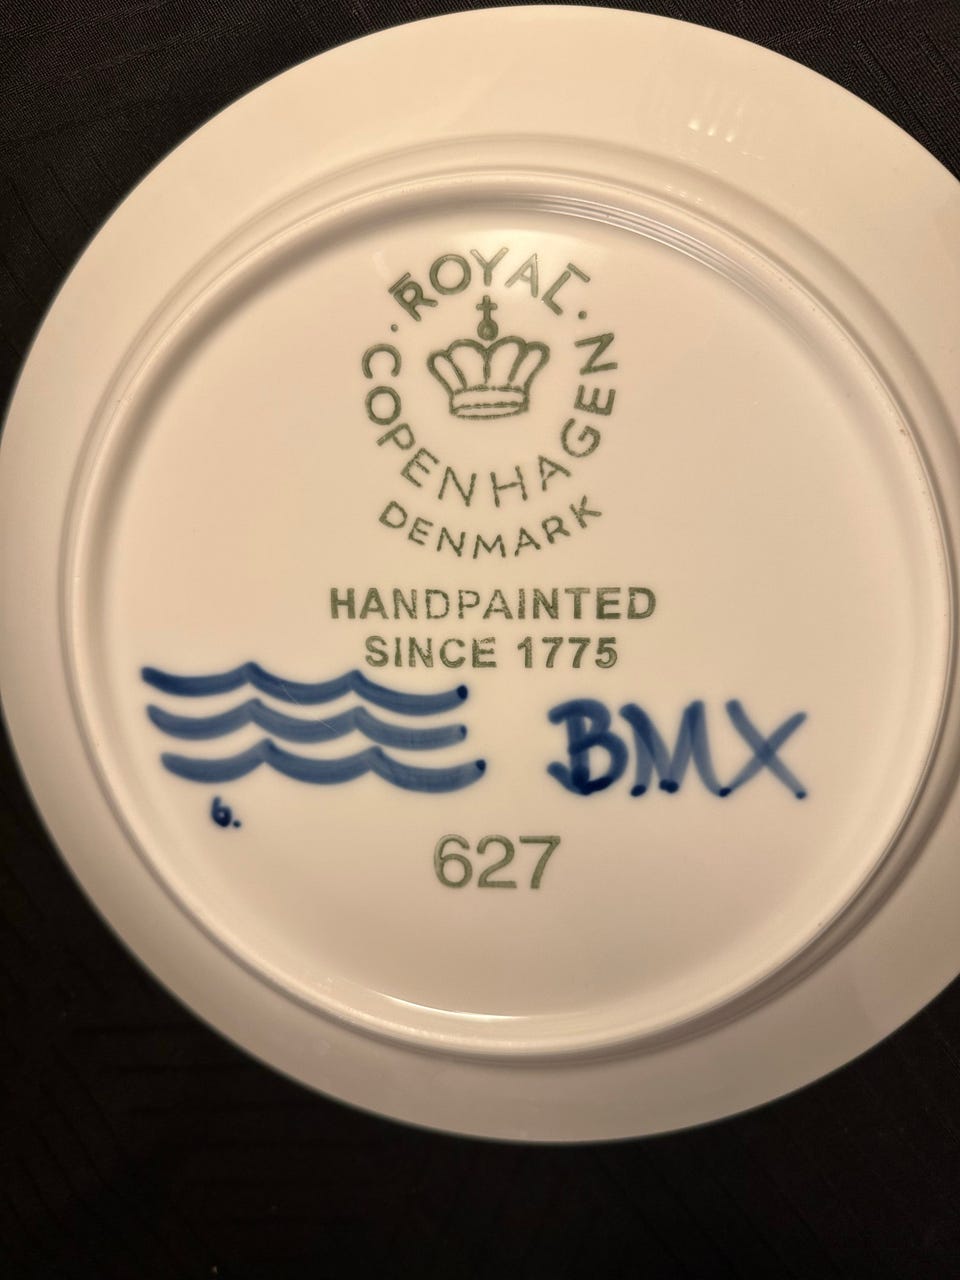 ROYAL
COPENHAGEN
DENMARK
HANDPAINTED
SINCE 1775
BMX
6.
627